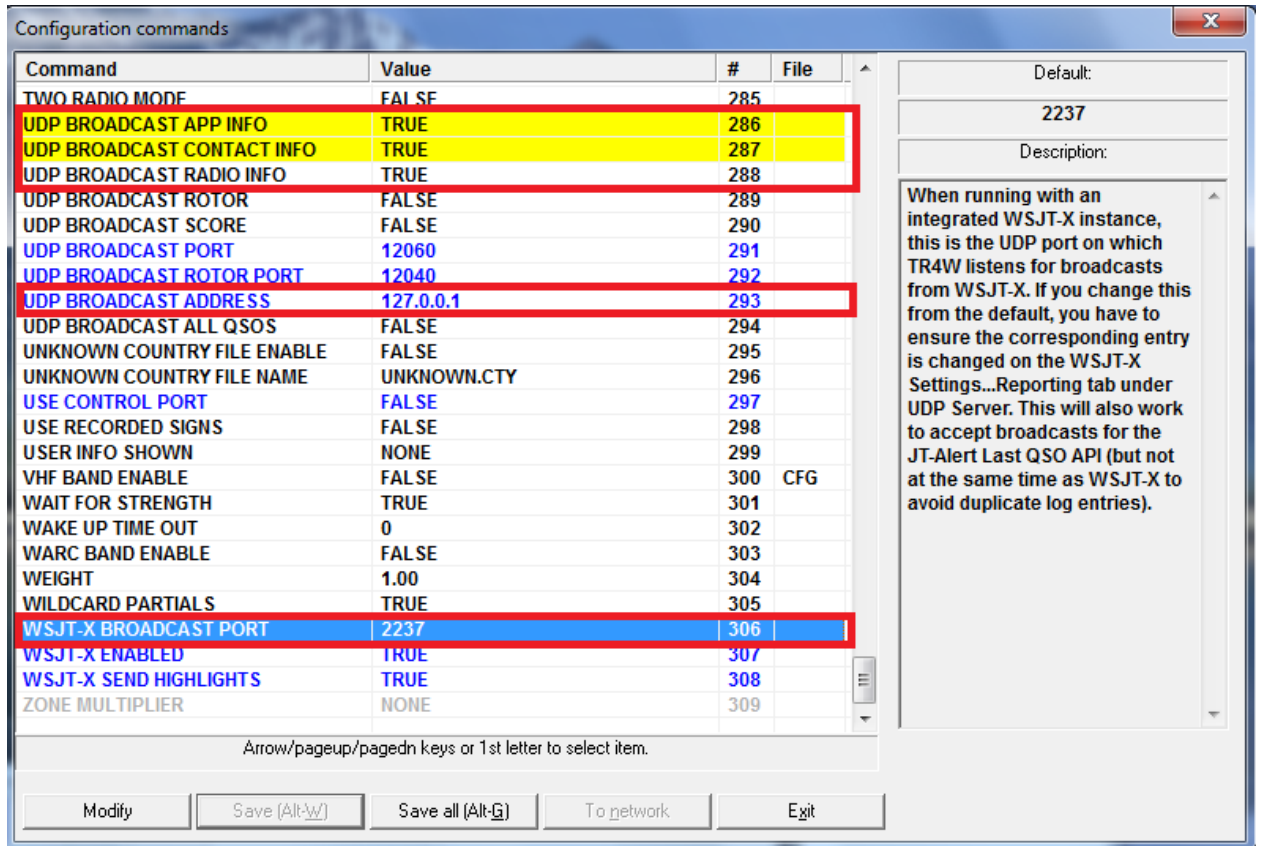 Configuration commands
Command Value # File
TWO RADIO MODE FALSE 285
UDP BROADCAST APP INFO TRUE 286
UDP BROADCAST CONTACT INFO TRUE 287
UDP BROADCAST RADIO INFO TRUE 288
UDP BROADCAST ROTOR FALSE 289
UDP BROADCAST SCORE FALSE 290
UDP BROADCAST PORT 12060 291
UDP BROADCAST ROTOR PORT 12040 292
UDP BROADCAST ADDRESS 127.0.0.1 293
UDP BROADCAST ALL QSOS FALSE 294
UNKNOWN COUNTRY FILE ENABLE FALSE 295
UNKNOWN COUNTRY FILE NAME UNKNOWN.CTY 296
USE CONTROL PORT FALSE 297
USE RECORDED SIGNS FALSE 298
USER INFO SHOWN NONE 299
VHF BAND ENABLE FALSE 300 CFG
WAIT FOR STRENGTH TRUE 301
WAKE UP TIME OUT 0 302
WARC BAND ENABLE FALSE 303
WEIGHT 1.00 304
WILDCARD PARTIALS TRUE 305
WSJT-X BROADCAST PORT 2237 306
WSJT-X ENABLED TRUE 307
WSJT-X SEND HIGHLIGHTS TRUE 308
ZONE MULTIPLIER NONE 309
Arrow/pageup/pagedn keys or 1st letter to select item.
Modify Save (Alt-W) Save all (Alt-G) To network Exit
Default:
2237
Description:
When running with an
integrated WSJT-X instance,
this is the UDP port on which
TR4W listens for broadcasts
from WSJT-X. If you change this
from the default, you have to
ensure the corresponding entry
is changed on the WSJT-X
Settings...Reporting tab under
UDP Server. This will also work
to accept broadcasts for the
JT-Alert Last QSO API (but not
at the same time as WSJT-X to
avoid duplicate log entries).